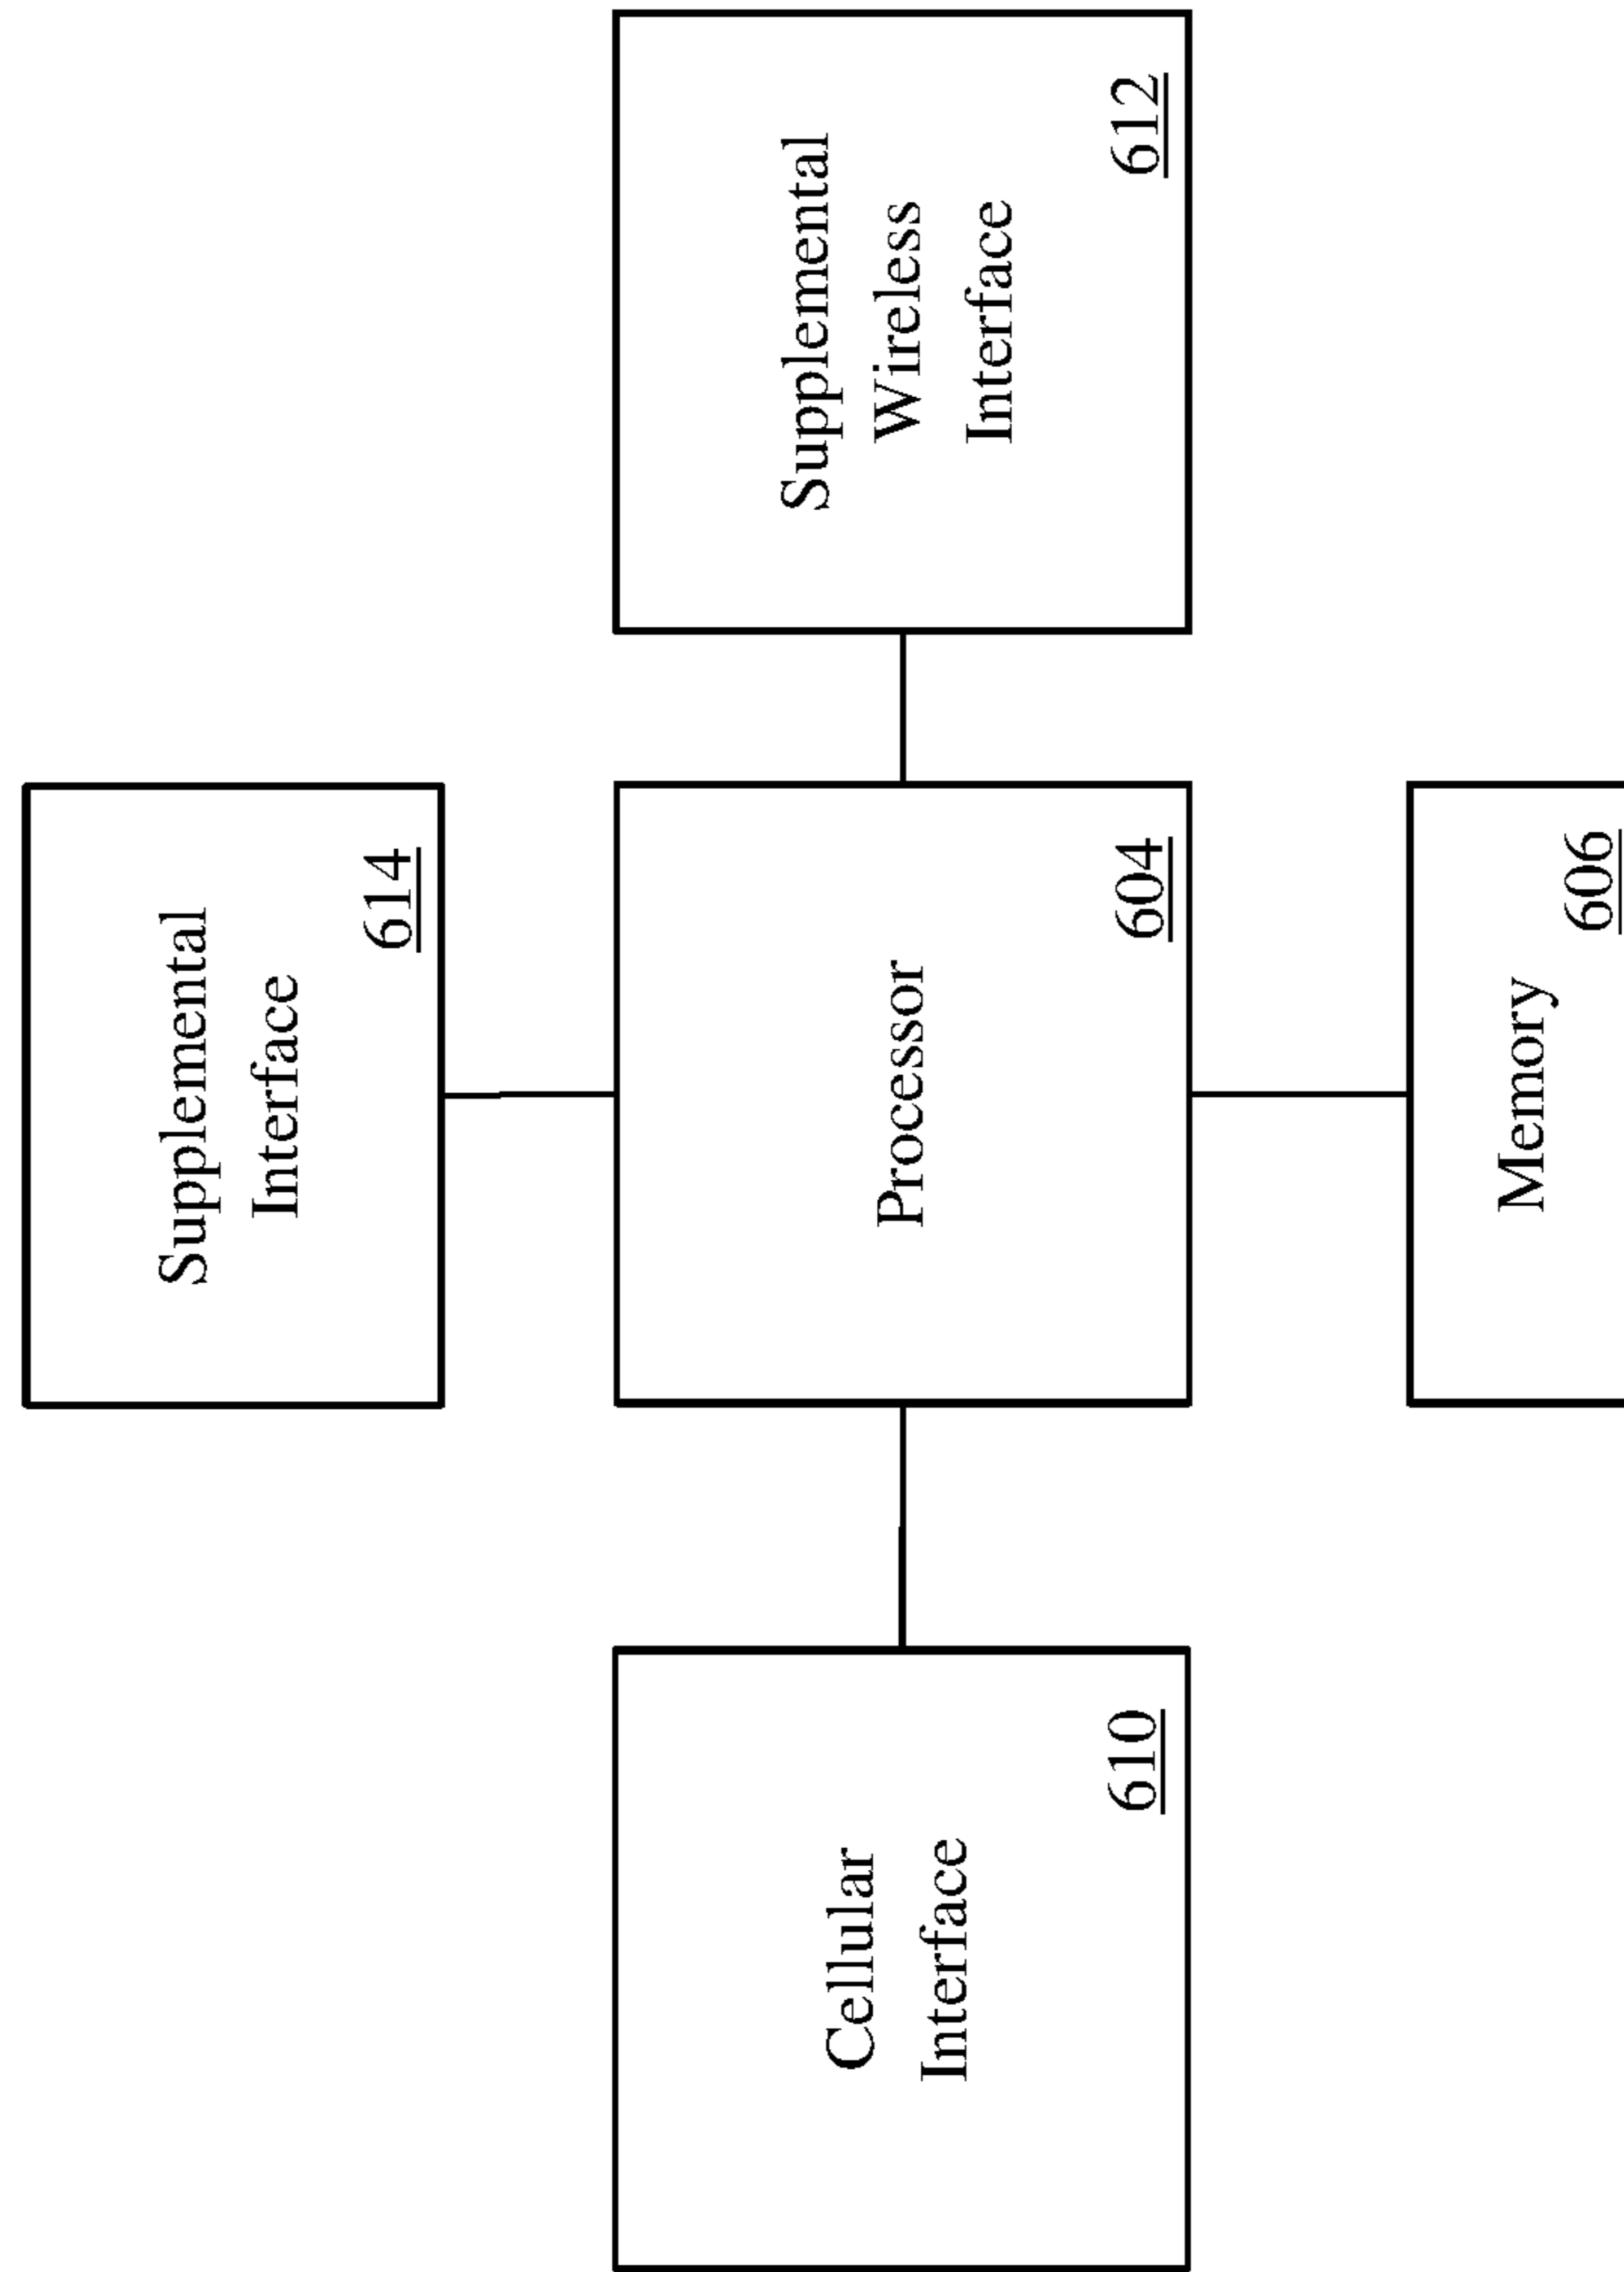 Supplemental
Interface
614
Cellular
Interface
610
Processor
604
Supplemental
Wireless
Interface
612
Memory
606